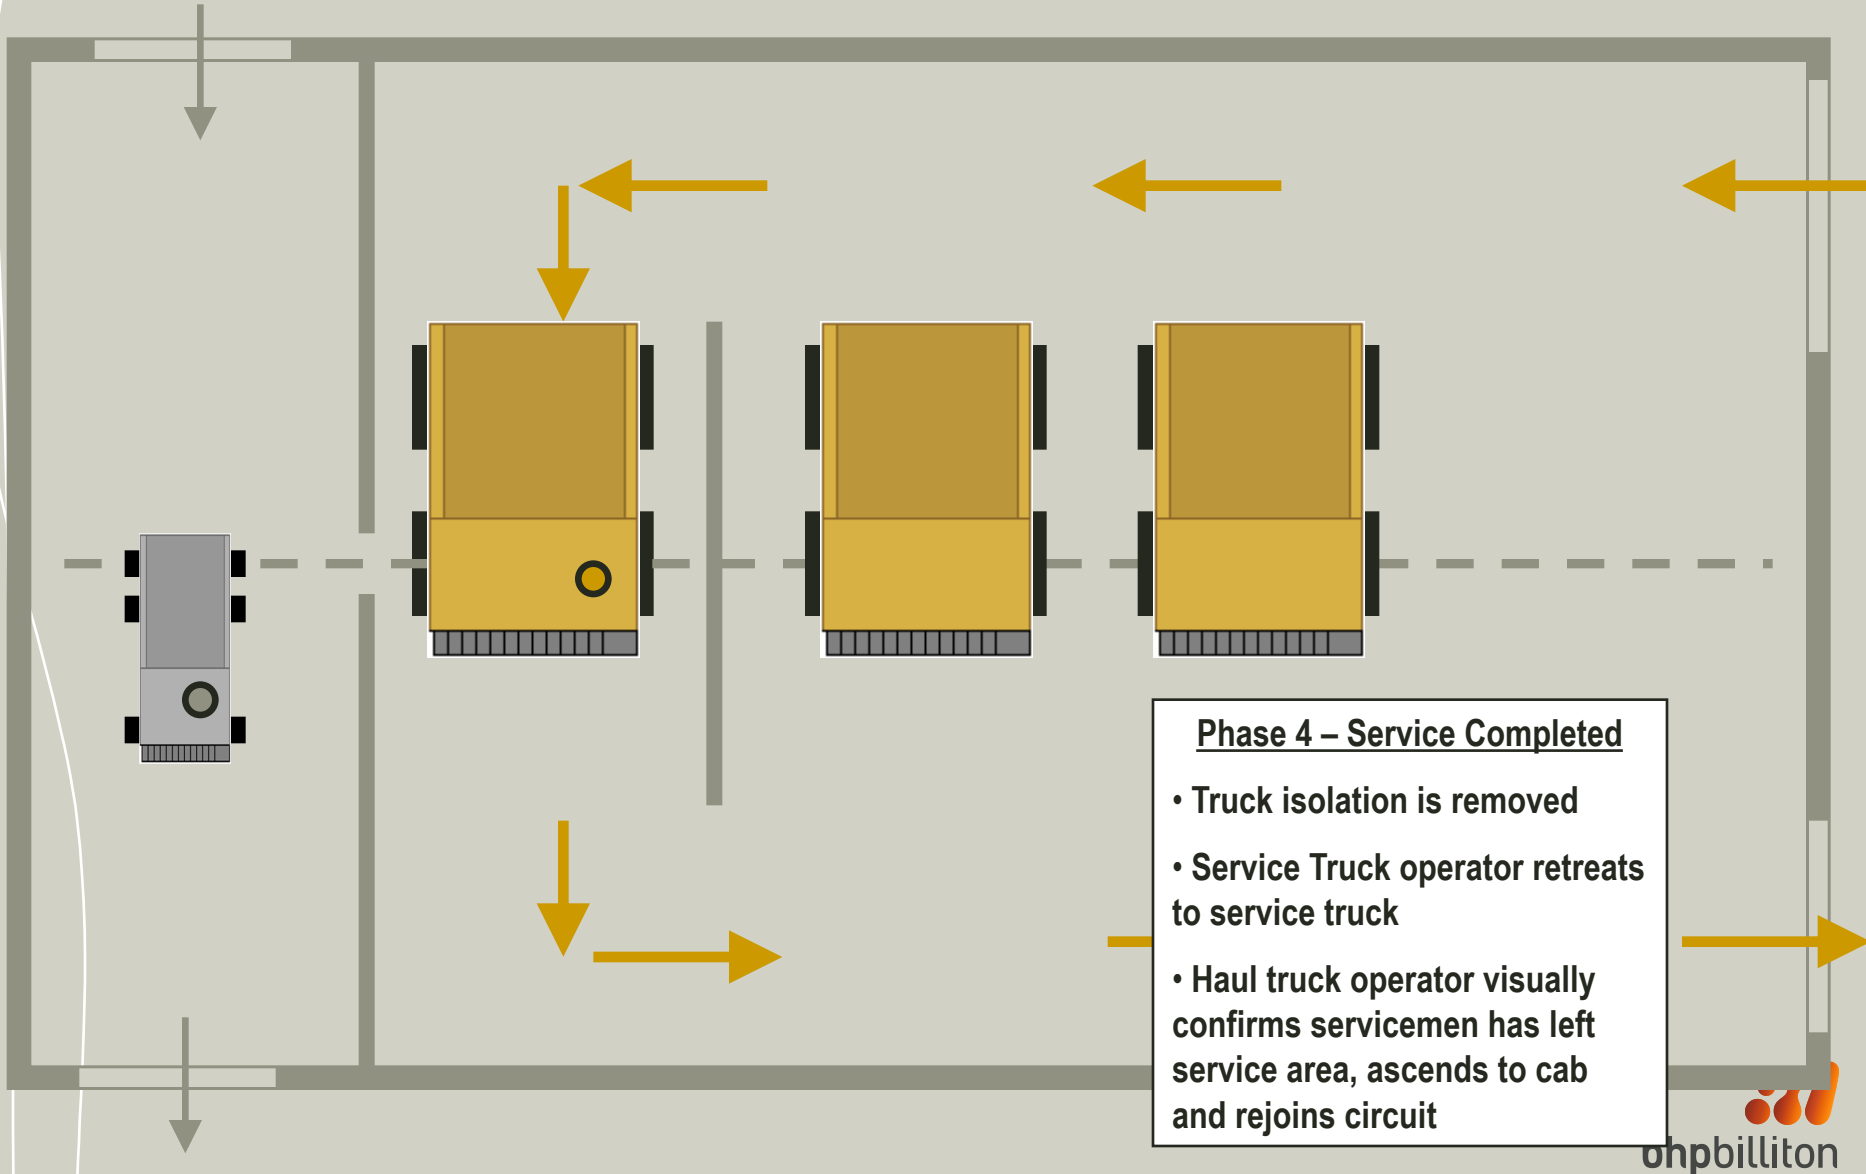 Phase 4 – Service Completed
• Truck isolation is removed
• Service Truck operator retreats
to service truck
• Haul truck operator visually
confirms servicemen has left
service area, ascends to cab
and rejoins circuit
bhpbilliton